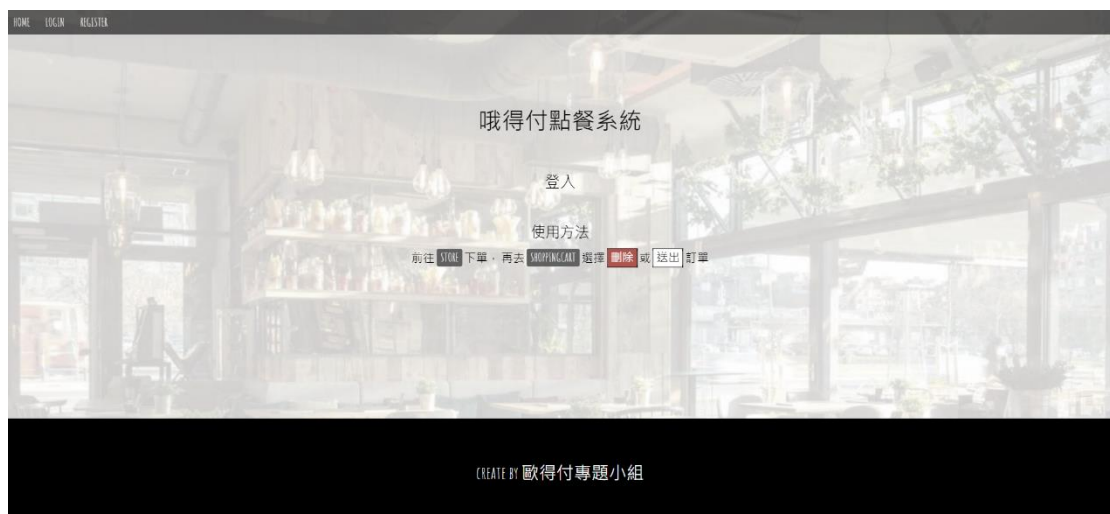 HOME LOGIN REGISTER
哦得付點餐系統
登入
使用方法
前往 STORE 下單，再去 SHOPPINGCART 選擇 刪除 或 送出 訂單
CREATE BY 歐得付專題小組